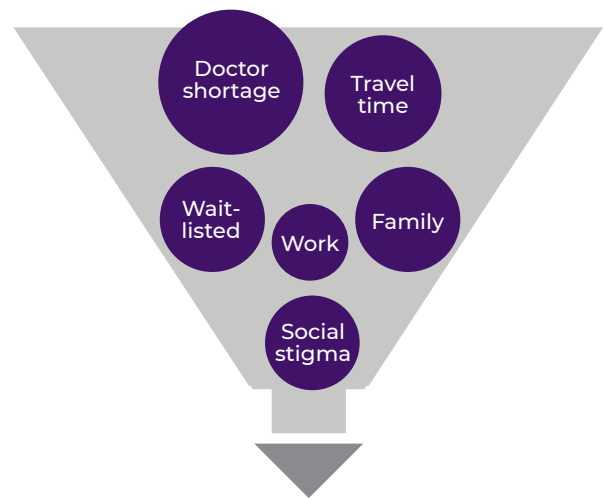 Doctor
shortage
Travel
time
Wait-
listed
Work
Family
Social
stigma